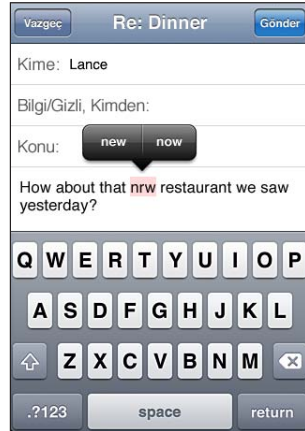 Vazgeç Re: Dinner Gönder
Kime: Lance
Bilgi/Gizli, Kimden:
Konu:
new now
How about that nrw restaurant we saw
yesterday?
Q W E R T Y U I O P
A S D F G H J K L
Z X C V B N M
.?123 space return